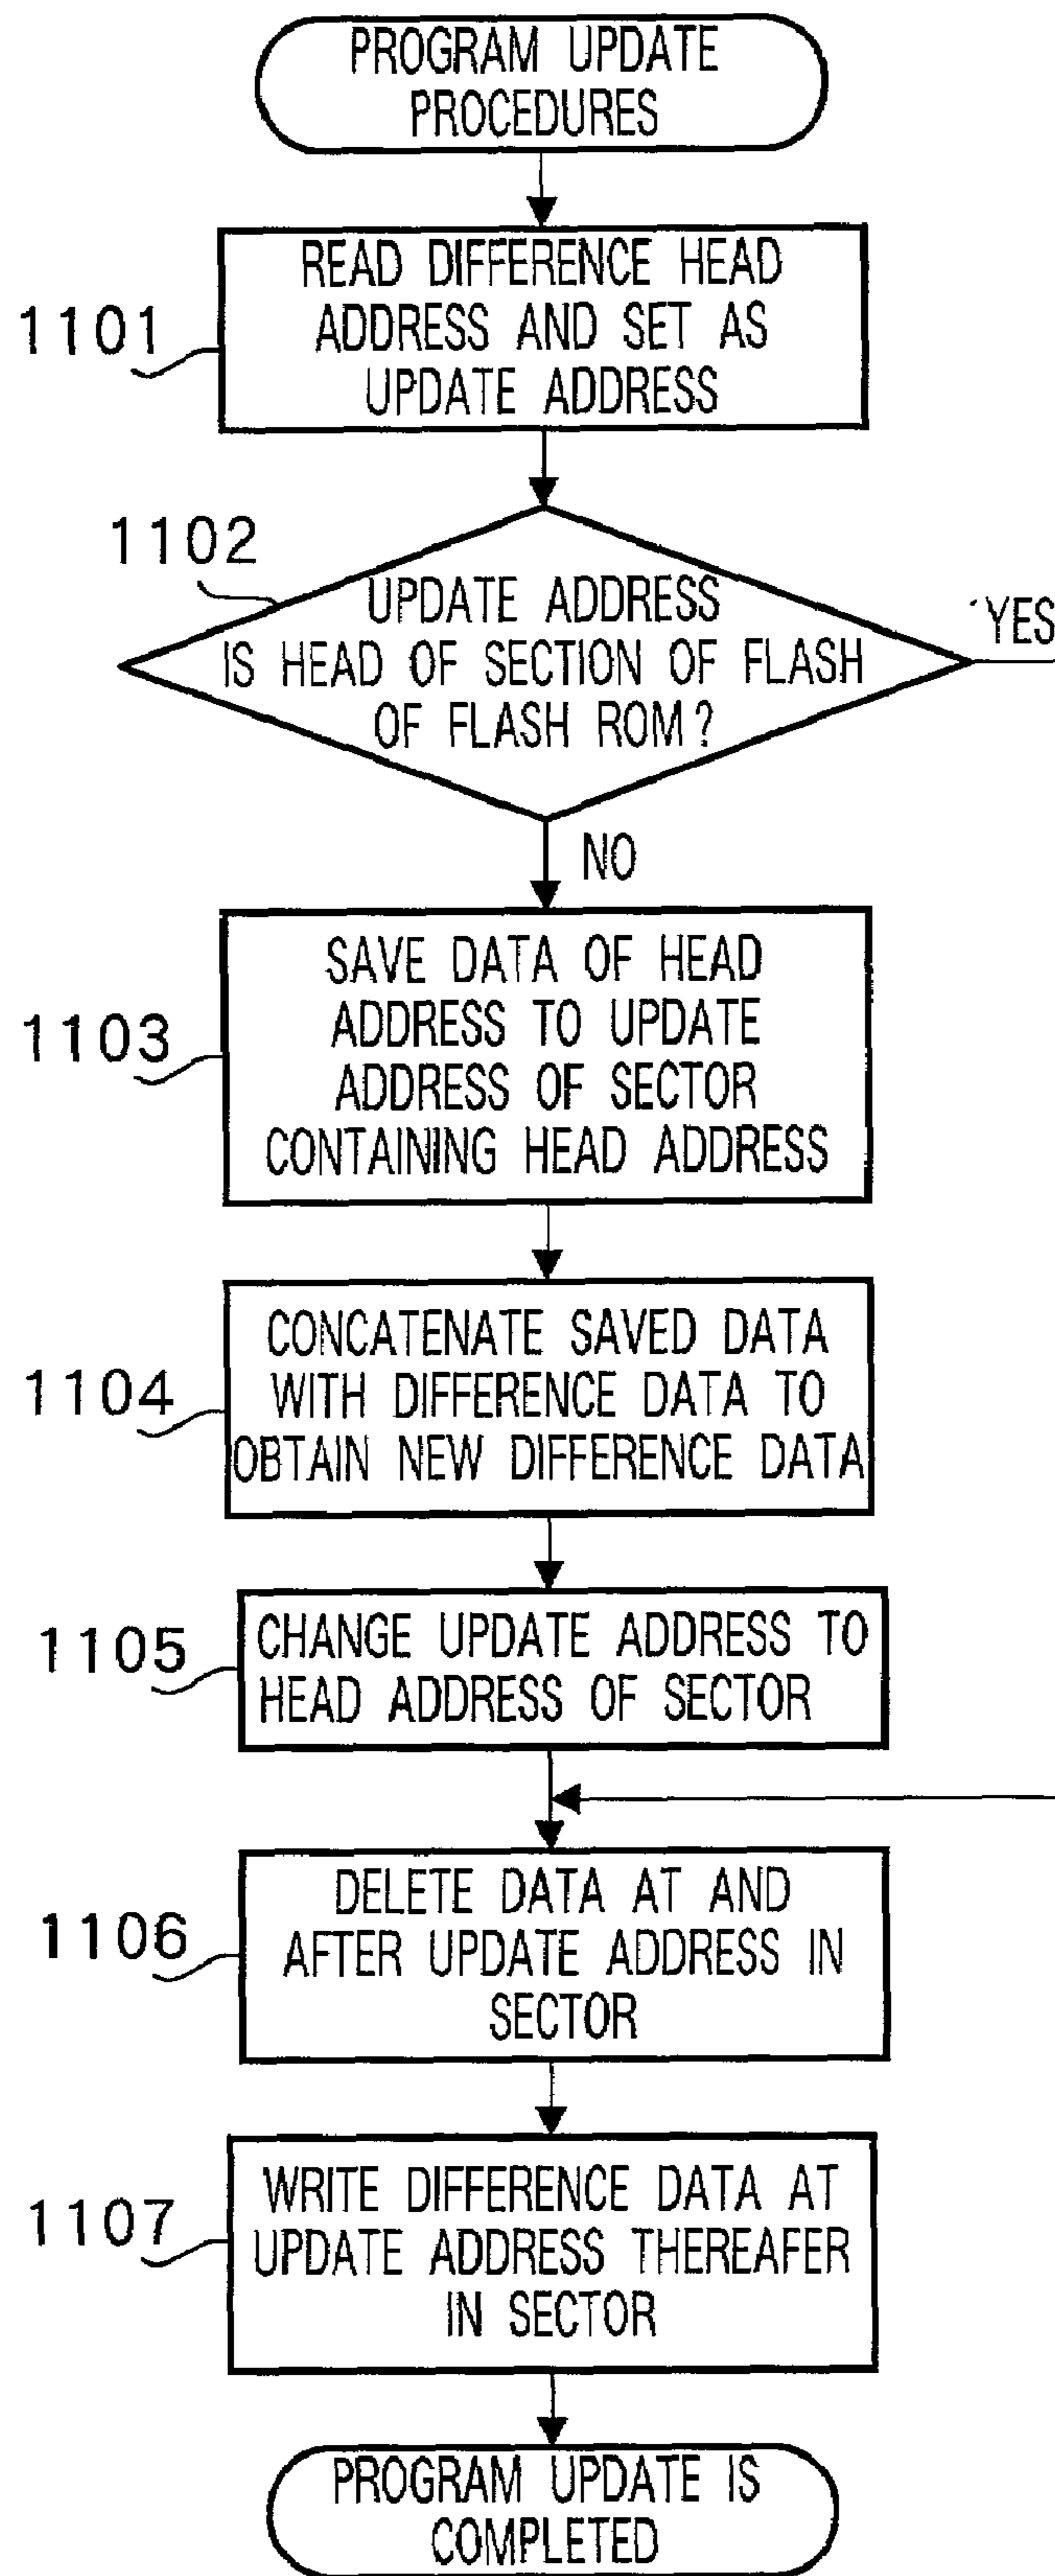 PROGRAM UPDATE
PROCEDURES
1101
READ DIFFERENCE HEAD
ADDRESS AND SET AS
UPDATE ADDRESS
1102
UPDATE ADDRESS
IS HEAD OF SECTION OF FLASH
OF FLASH ROM?
YES
NO
1103
SAVE DATA OF HEAD
ADDRESS TO UPDATE
ADDRESS OF SECTOR
CONTAINING HEAD ADDRESS
1104
CONCATENATE SAVED DATA
WITH DIFFERENCE DATA TO
OBTAIN NEW DIFFERENCE DATA
1105
CHANGE UPDATE ADDRESS TO
HEAD ADDRESS OF SECTOR
1106
DELETE DATA AT AND
AFTER UPDATE ADDRESS IN
SECTOR
1107
WRITE DIFFERENCE DATA AT
UPDATE ADDRESS THEREAFER
IN SECTOR
PROGRAM UPDATE IS
COMPLETED